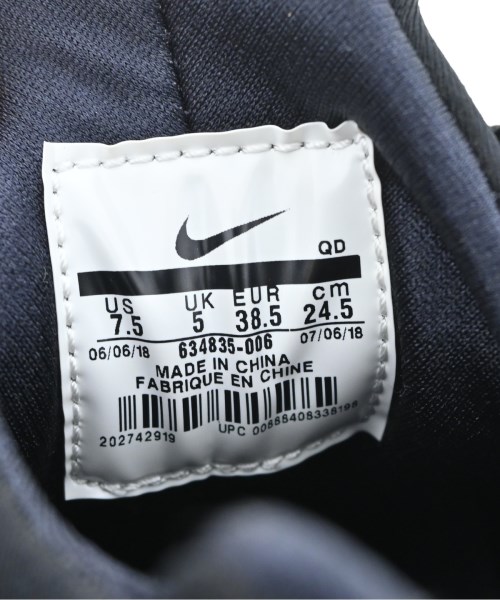 QD
US UK EUR cm
7.5 5 38.5 24.5
06/06/18 634835-006 07/06/18
MADE IN CHINA
FABRIQUE EN CHINE
202742919 UPC 00888408338198